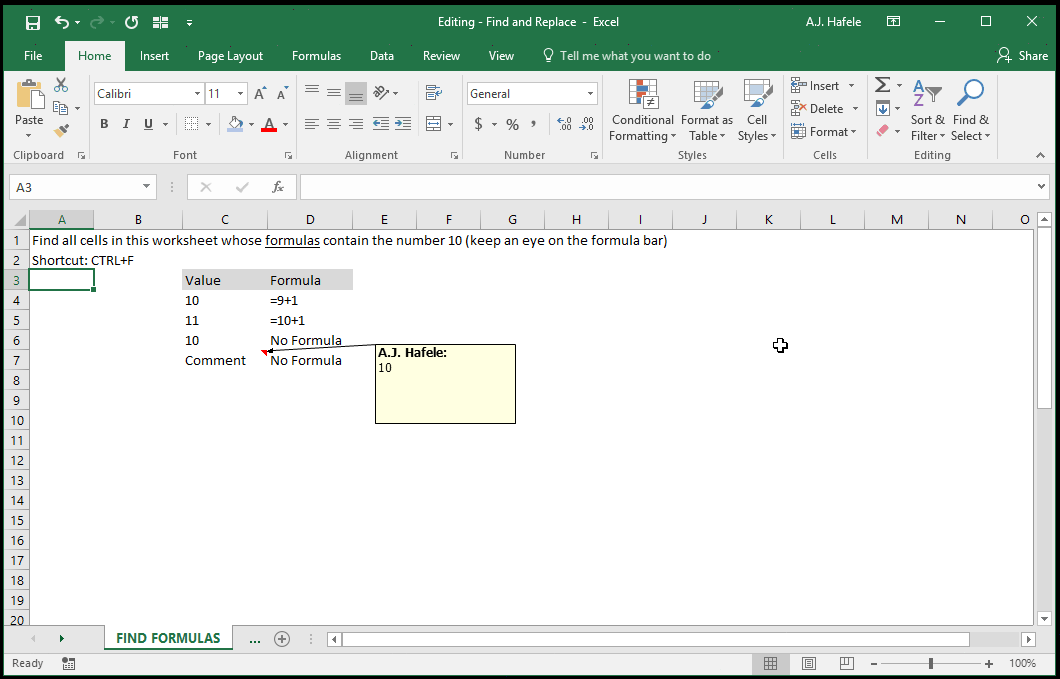 Editing - Find and Replace - Excel
A.J. Hafele
File Home Insert Page Layout Formulas Data Review View Tell me what you want to do Share
Paste
Calibri 11
B I U A
General
$ % ,
Conditional Formatting
Format as Table
Cell Styles
Insert
Delete
Format
Sort & Filter
Find & Select
Clipboard Font Alignment Number Styles Cells Editing
A3 fx
A B C D E F G H I J K L M N O
1 Find all cells in this worksheet whose formulas contain the number 10 (keep an eye on the formula bar)
2 Shortcut: CTRL+F
3 Value Formula
4 10 =9+1
5 11 =10+1
6 10 No Formula
7 Comment No Formula
A.J. Hafele:
10
8
9
10
11
12
13
14
15
16
17
18
19
20
FIND FORMULAS ...
Ready 100%